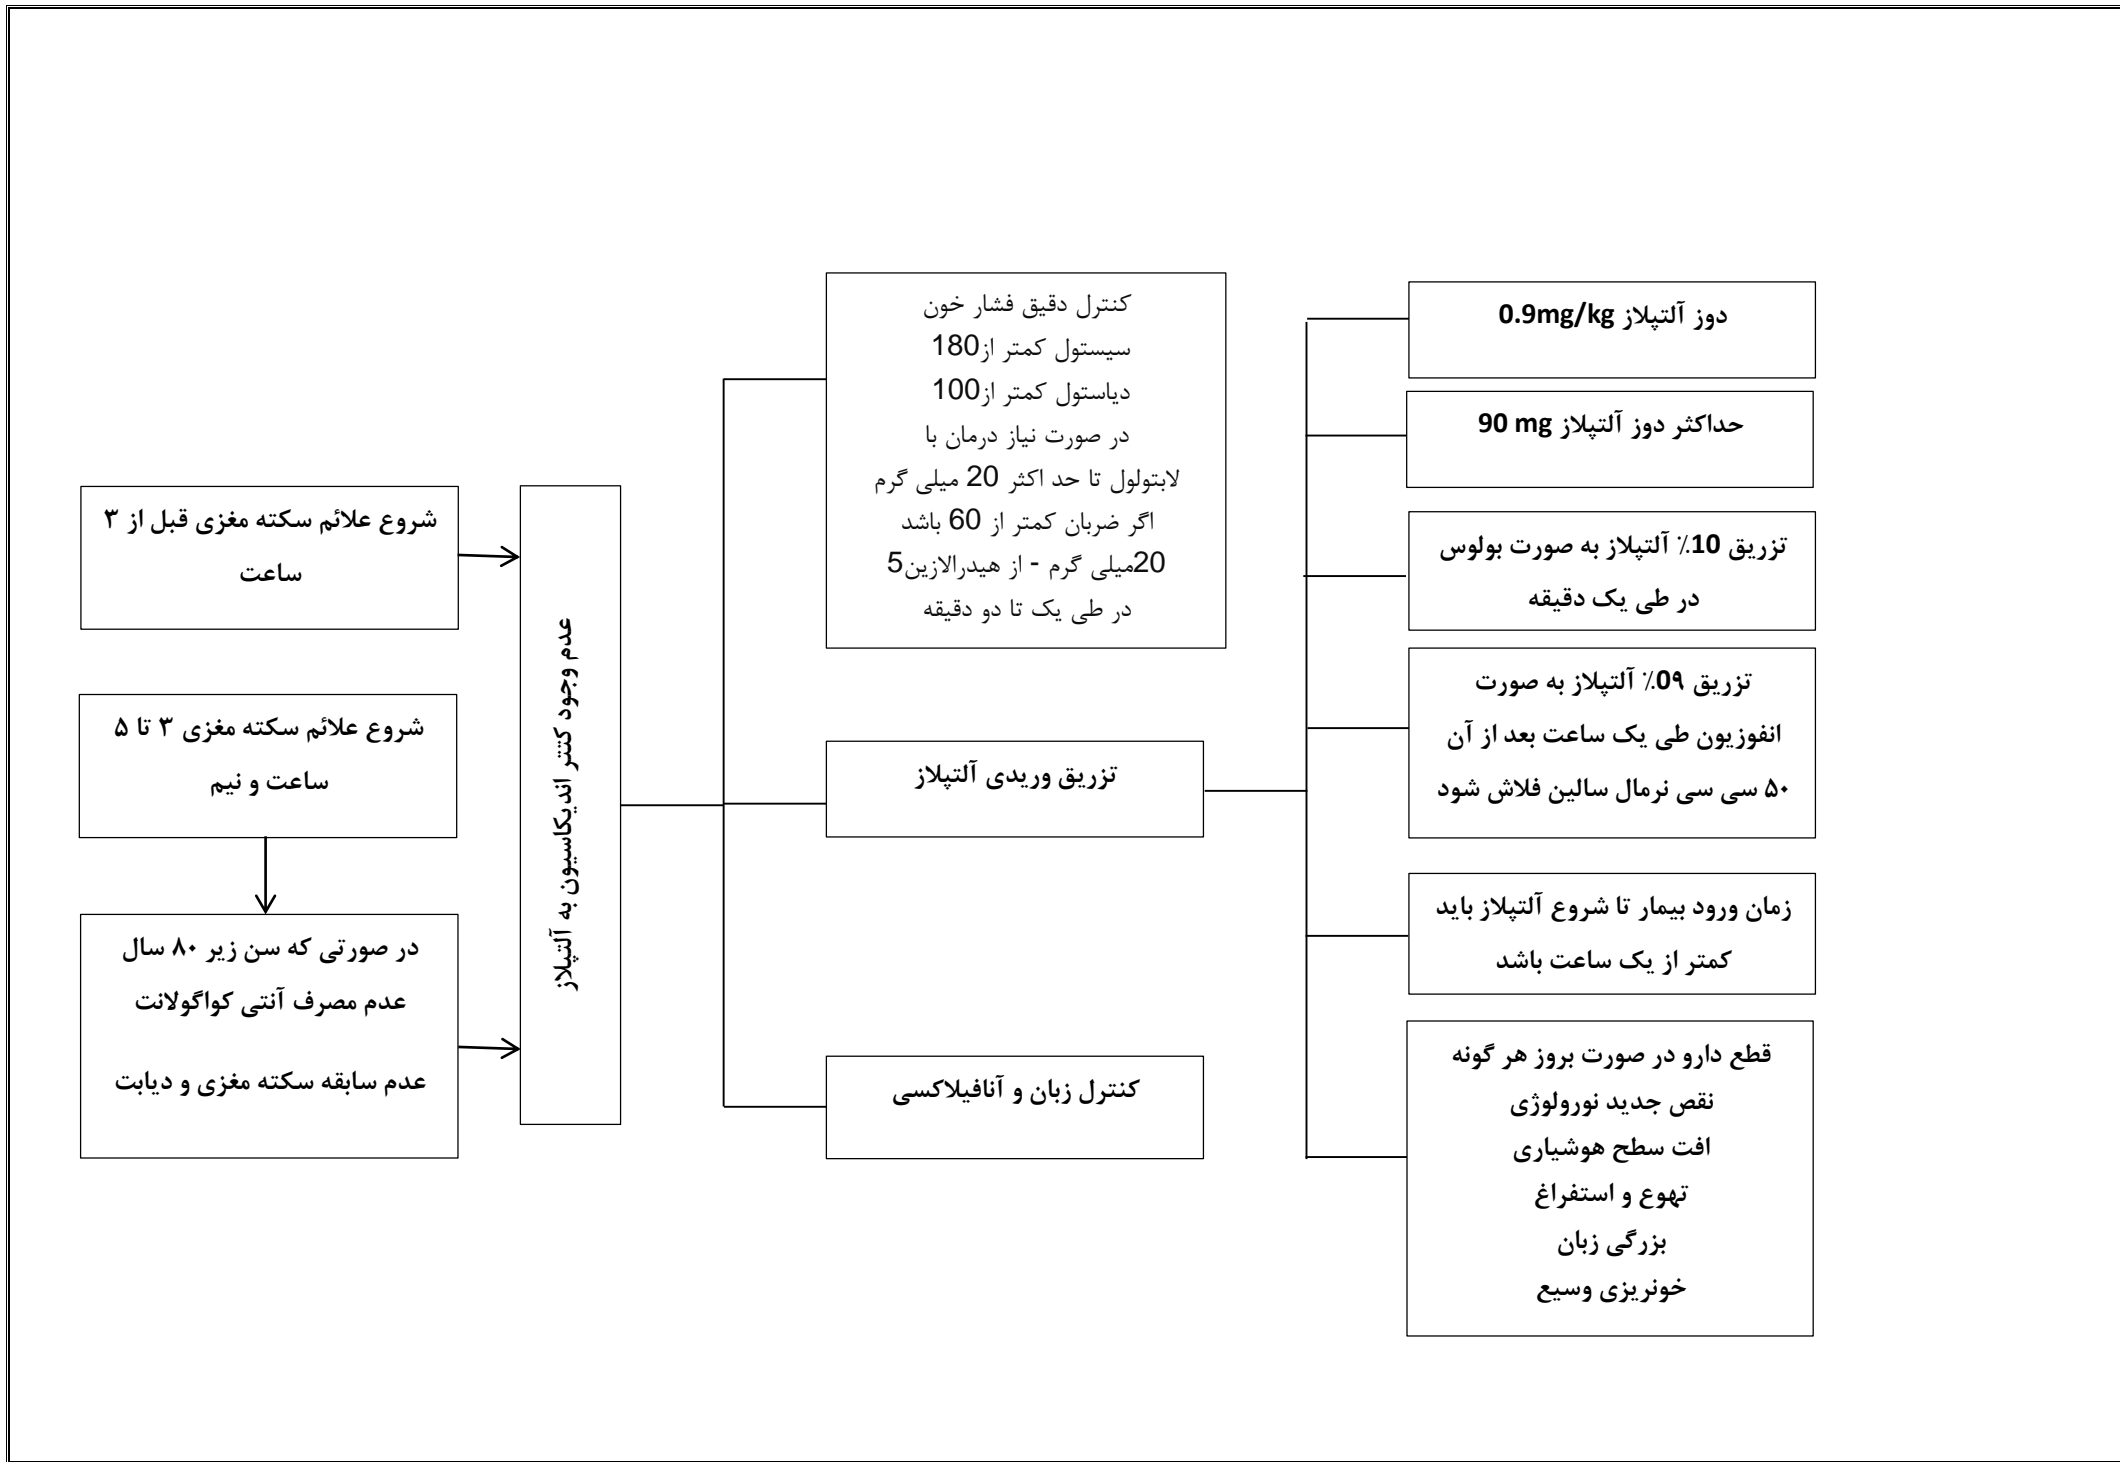 شروع علائم سکته مغزی قبل از ۳
ساعت
شروع علائم سکته مغزی ۳ تا ۵
ساعت و نیم
در صورتی که سن زیر ۸۰ سال
عدم مصرف آنتی کواگولانت
عدم سابقه سکته مغزی و دیابت
عدم وجود کنتر اندیکاسیون به آلتپلاز
کنترل دقیق فشار خون
سیستول کمتر از180
دیاستول کمتر از100
در صورت نیاز درمان با
لابتولول تا حد اکثر 20 میلی گرم
اگر ضربان کمتر از 60 باشد
20میلی گرم - از هیدرالازین5
در طی یک تا دو دقیقه
تزریق وریدی آلتپلاز
کنترل زبان و آنافیلاکسی
دوز آلتپلاز 0.9mg/kg
حداکثر دوز آلتپلاز 90 mg
تزریق 10٪ آلتپلاز به صورت بولوس
در طی یک دقیقه
تزریق 0۹٪ آلتپلاز به صورت
انفوزیون طی یک ساعت بعد از آن
۵۰ سی سی نرمال سالین فلاش شود
زمان ورود بیمار تا شروع آلتپلاز باید
کمتر از یک ساعت باشد
قطع دارو در صورت بروز هر گونه
نقص جدید نورولوژی
افت سطح هوشیاری
تهوع و استفراغ
بزرگی زبان
خونریزی وسیع